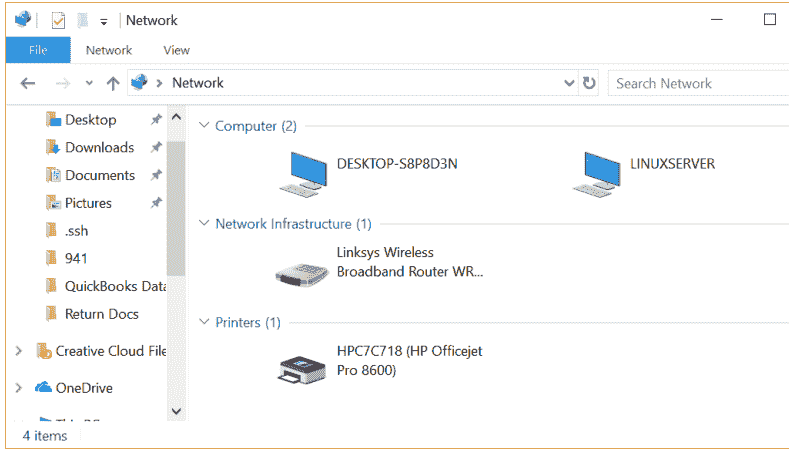 Network
File Network View
Network
Search Network
Desktop
Downloads
Documents
Pictures
.ssh
941
QuickBooks Data
Return Docs
Creative Cloud File
OneDrive
Computer (2)
DESKTOP-S8P8D3N
LINUXSERVER
Network Infrastructure (1)
Linksys Wireless
Broadband Router WR...
Printers (1)
HPC7C718 (HP Officejet
Pro 8600)
4 items